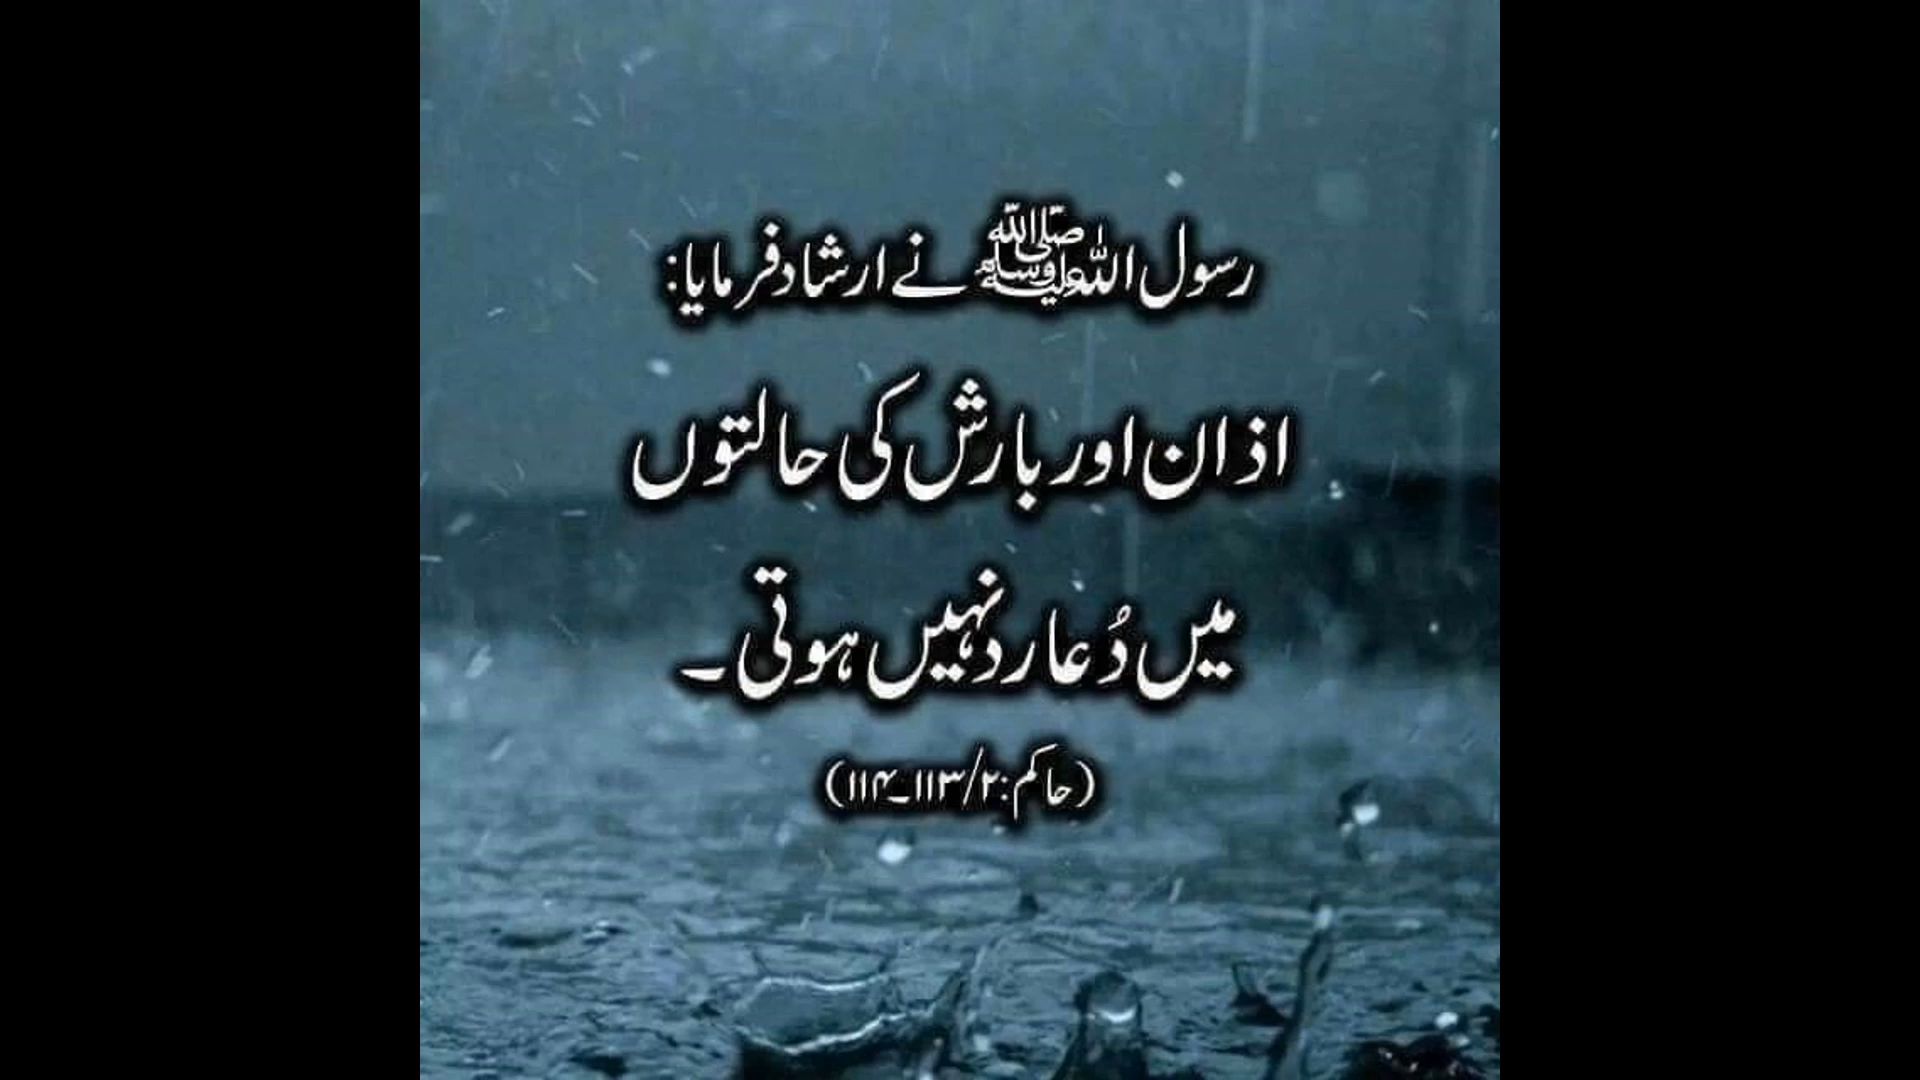 رسول اللہ ﷺ نے ارشاد فرمایا:
اذان اور بارش کی حالتوں
میں دُعا رد نہیں ہوتی۔
(حاکم: ۲/۱۱۳۔۱۱۴)